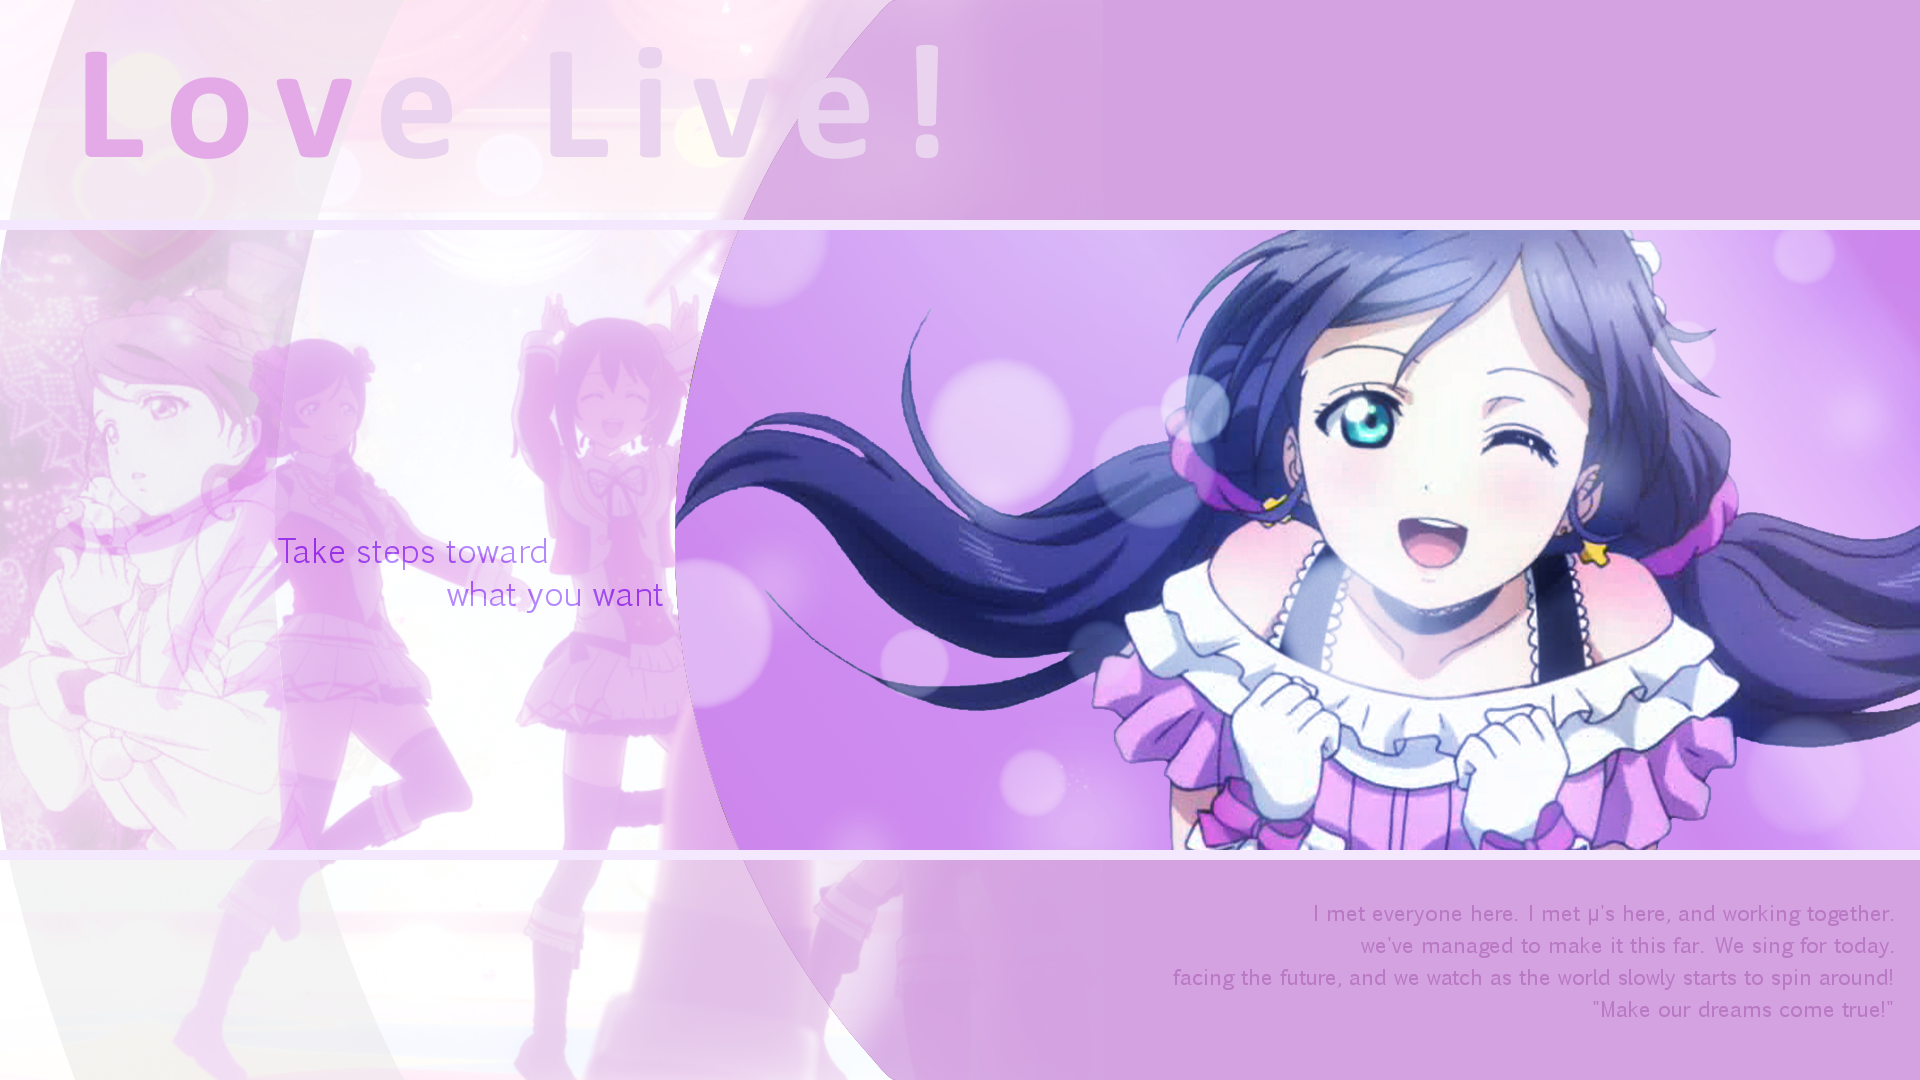 Love Live!
Take steps toward
what you want
I met everyone here. I met μ's here, and working together.
we've managed to make it this far. We sing for today.
facing the future, and we watch as the world slowly starts to spin around!
"Make our dreams come true!"